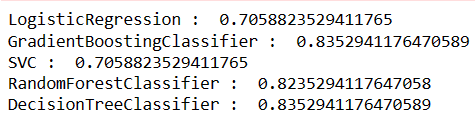 LogisticRegression :  0.7058823529411765
GradientBoostingClassifier :  0.8352941176470589
SVC :  0.7058823529411765
RandomForestClassifier :  0.8235294117647058
DecisionTreeClassifier :  0.8352941176470589